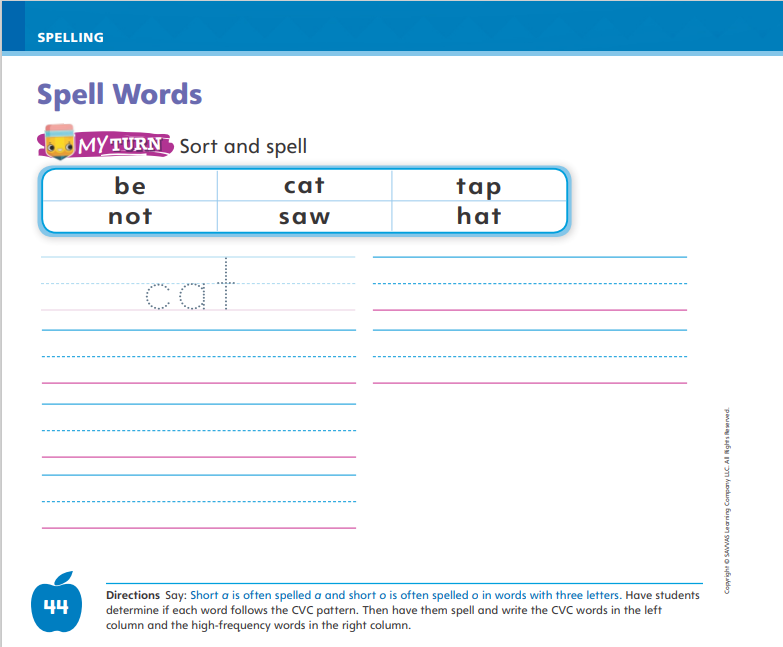 SPELLING
Spell Words
MY TURN Sort and spell
be cat tap
not saw hat
cat
Copyright © SAVVAS Learning Company LLC. All Rights Reserved.
44
Directions Say: Short a is often spelled a and short o is often spelled o in words with three letters. Have students
determine if each word follows the CVC pattern. Then have them spell and write the CVC words in the left
column and the high-frequency words in the right column.